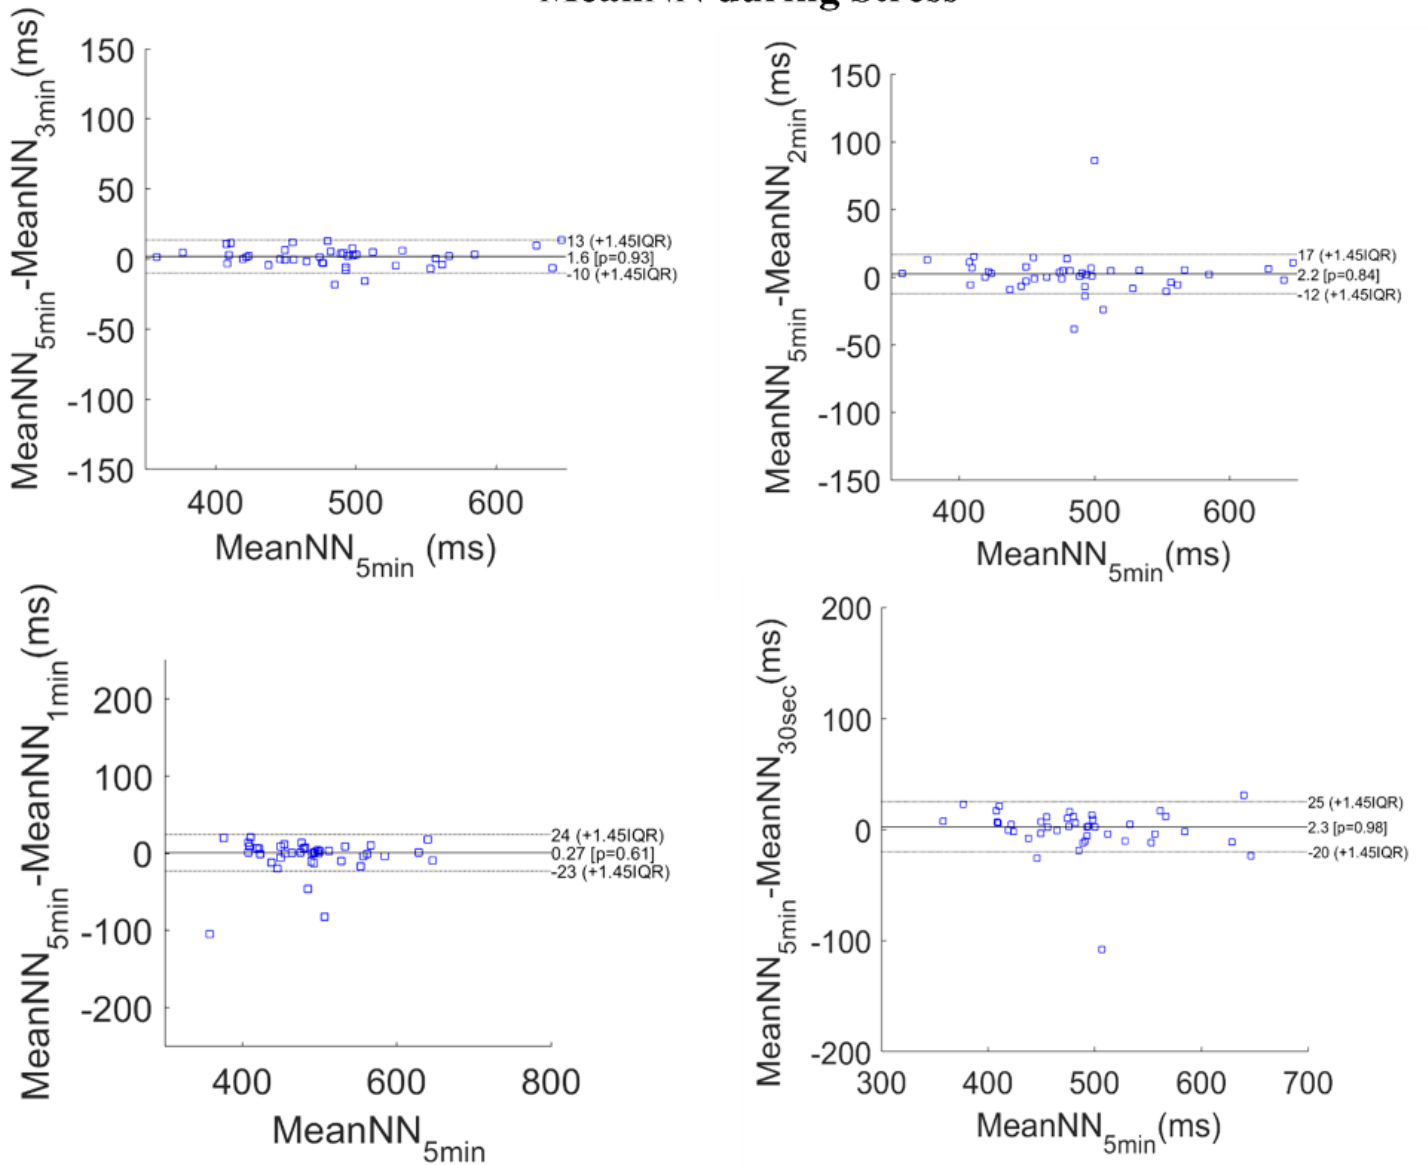 MeanNN during Stress
MeanNN5min-MeanNN3min(ms)
150
100
50
0
-50
-100
-150
13 (+1.45IQR)
1.6 [p=0.93]
-10 (+1.45IQR)
400 500 600
MeanNN5min (ms)
MeanNN5min-MeanNN2min(ms)
150
100
50
0
-50
-100
-150
17 (+1.45IQR)
2.2 [p=0.84]
-12 (+1.45IQR)
400 500 600
MeanNN5min(ms)
MeanNN5min-MeanNN1min(ms)
200
100
0
-100
-200
24 (+1.45IQR)
0.27 [p=0.61]
-23 (+1.45IQR)
400 600 800
MeanNN5min
MeanNN5min-MeanNN30sec(ms)
200
100
0
-100
-200
25 (+1.45IQR)
2.3 [p=0.98]
-20 (+1.45IQR)
300 400 500 600 700
MeanNN5min(ms)